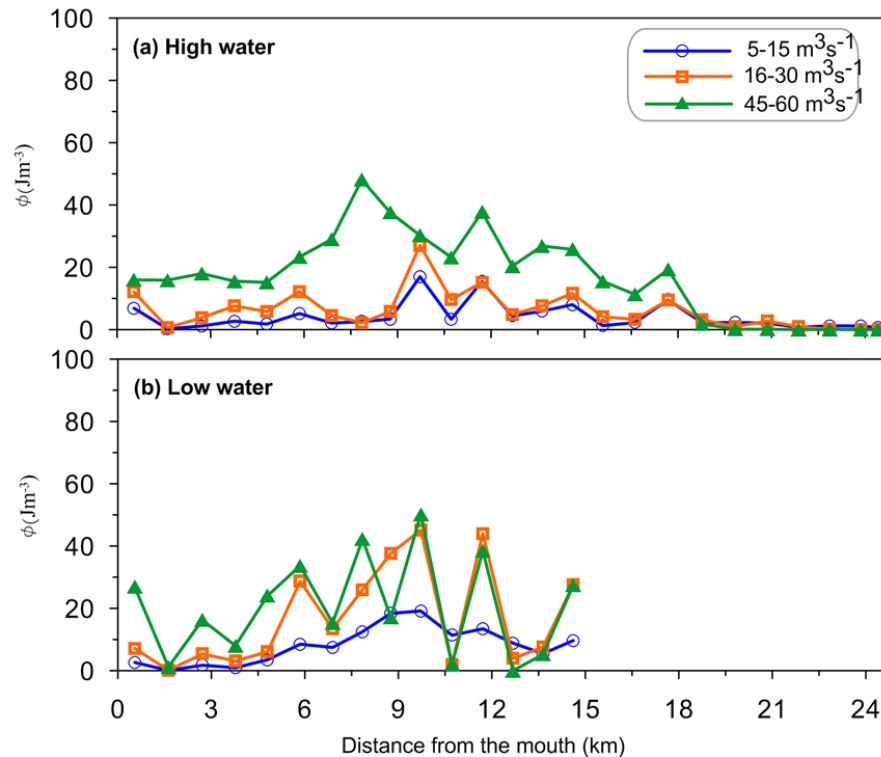 100
(a) High water
5-15 m³s⁻¹
80
16-30 m³s⁻¹
45-60 m³s⁻¹
60
ϕ(Jm⁻³)
40
20
0
100
(b) Low water
80
60
ϕ(Jm⁻³)
40
20
0
0 3 6 9 12 15 18 21 24
Distance from the mouth (km)